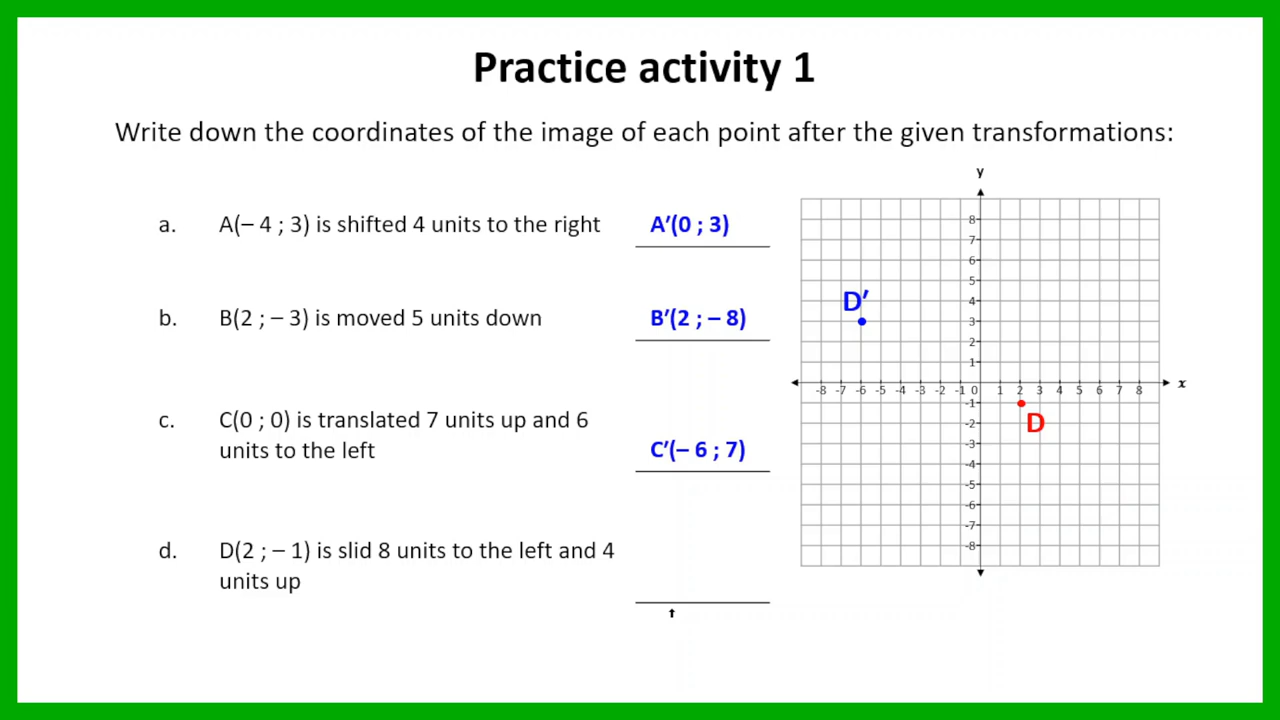 Practice activity 1
Write down the coordinates of the image of each point after the given transformations:
a. A(– 4 ; 3) is shifted 4 units to the right A′(0 ; 3)
b. B(2 ; – 3) is moved 5 units down B′(2 ; – 8)
c. C(0 ; 0) is translated 7 units up and 6
units to the left C′(– 6 ; 7)
d. D(2 ; – 1) is slid 8 units to the left and 4
units up
y
8
7
6
5
4
3
2
1
-8 -7 -6 -5 -4 -3 -2 -1 0 1 2 3 4 5 6 7 8 x
-1
-2
-3
-4
-5
-6
-7
-8
D′
D